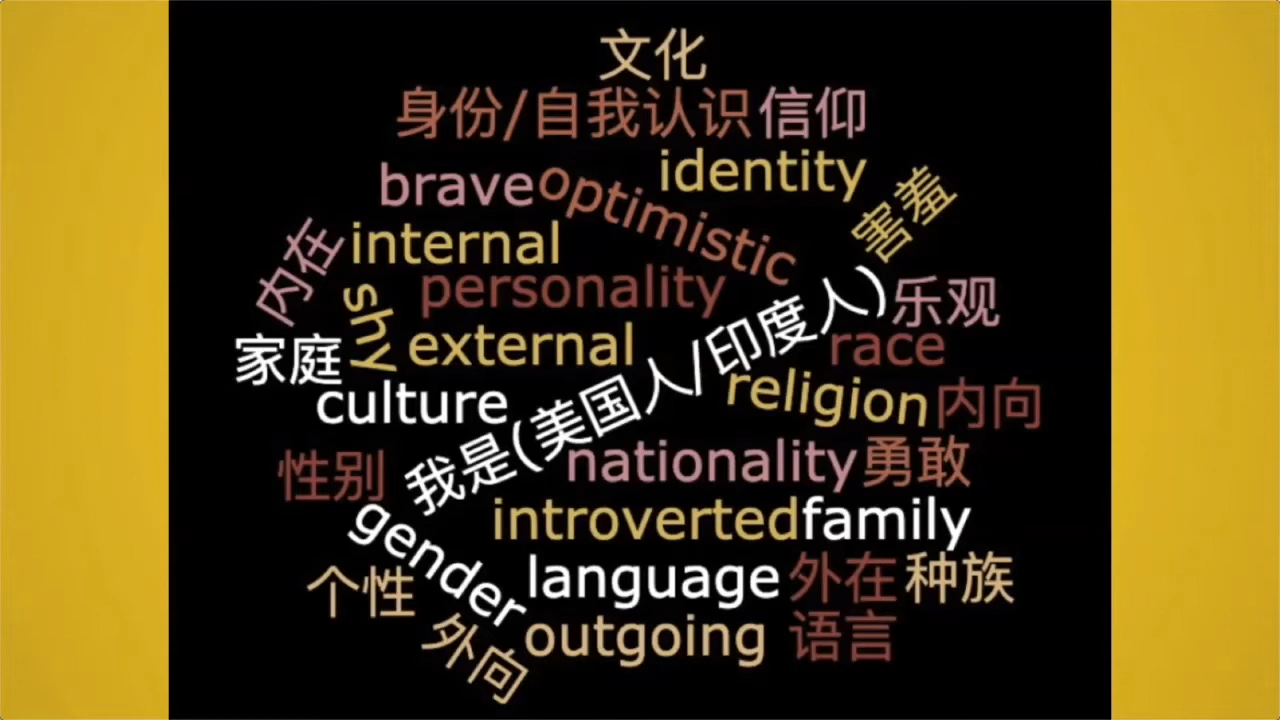 文化
身份/自我认识
信仰
identity
brave
optimistic
害羞
内在
internal
personality
乐观
shy
家庭
external
race
我是(美国人/印度人)
culture
religion
内向
性别
nationality
勇敢
gender
introverted
family
个性
language
外在
种族
外向
outgoing
语言